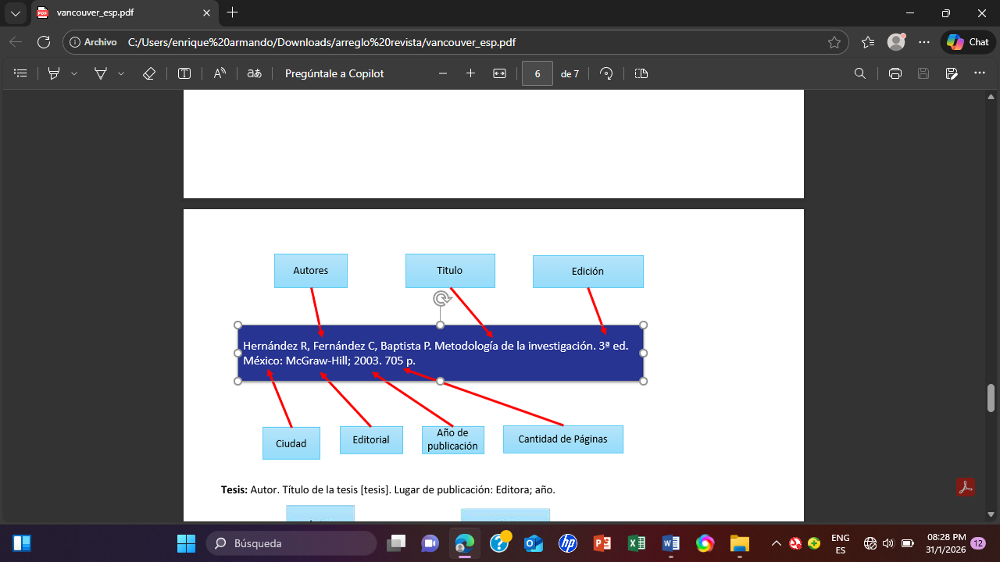 vancouver_esp.pdf
Archivo
C:/Users/enrique%20armando/Downloads/arreglo%20revista/vancouver_esp.pdf
Chat
Pregúntale a Copilot
6
de 7
Autores
Titulo
Edición
Hernández R, Fernández C, Baptista P. Metodología de la investigación. 3ª ed.
México: McGraw-Hill; 2003. 705 p.
Ciudad
Editorial
Año de
publicación
Cantidad de Páginas
Tesis: Autor. Título de la tesis [tesis]. Lugar de publicación: Editora; año.
Búsqueda
ENG
ES
08:28 PM
31/1/2026
12